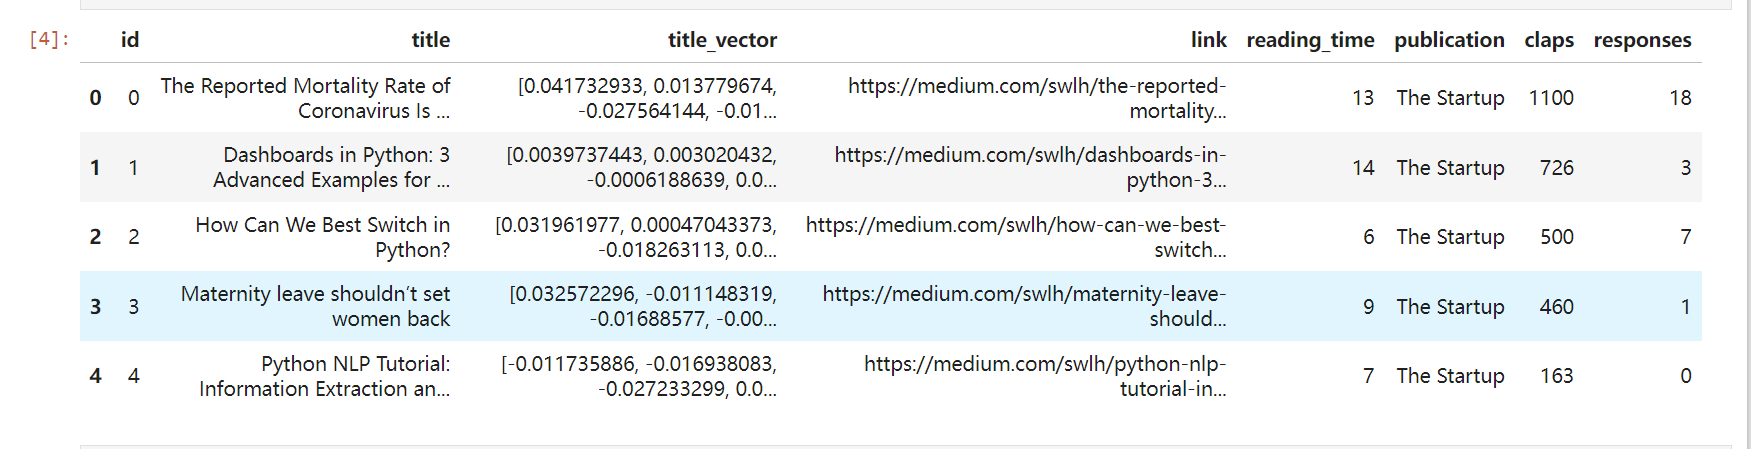 [4]: id title title_vector link reading_time publication claps responses
0 0 The Reported Mortality Rate of Coronavirus Is ... [0.041732933, 0.013779674, -0.027564144, -0.01... https://medium.com/swlh/the-reported-mortality... 13 The Startup 1100 18
1 1 Dashboards in Python: 3 Advanced Examples for ... [0.0039737443, 0.003020432, -0.0006188639, 0.0... https://medium.com/swlh/dashboards-in-python-3... 14 The Startup 726 3
2 2 How Can We Best Switch in Python? [0.031961977, 0.00047043373, -0.018263113, 0.0... https://medium.com/swlh/how-can-we-best-switch... 6 The Startup 500 7
3 3 Maternity leave shouldn’t set women back [0.032572296, -0.011148319, -0.01688577, -0.00... https://medium.com/swlh/maternity-leave-should... 9 The Startup 460 1
4 4 Python NLP Tutorial: Information Extraction an... [-0.011735886, -0.016938083, -0.027233299, 0.0... https://medium.com/swlh/python-nlp-tutorial-in... 7 The Startup 163 0